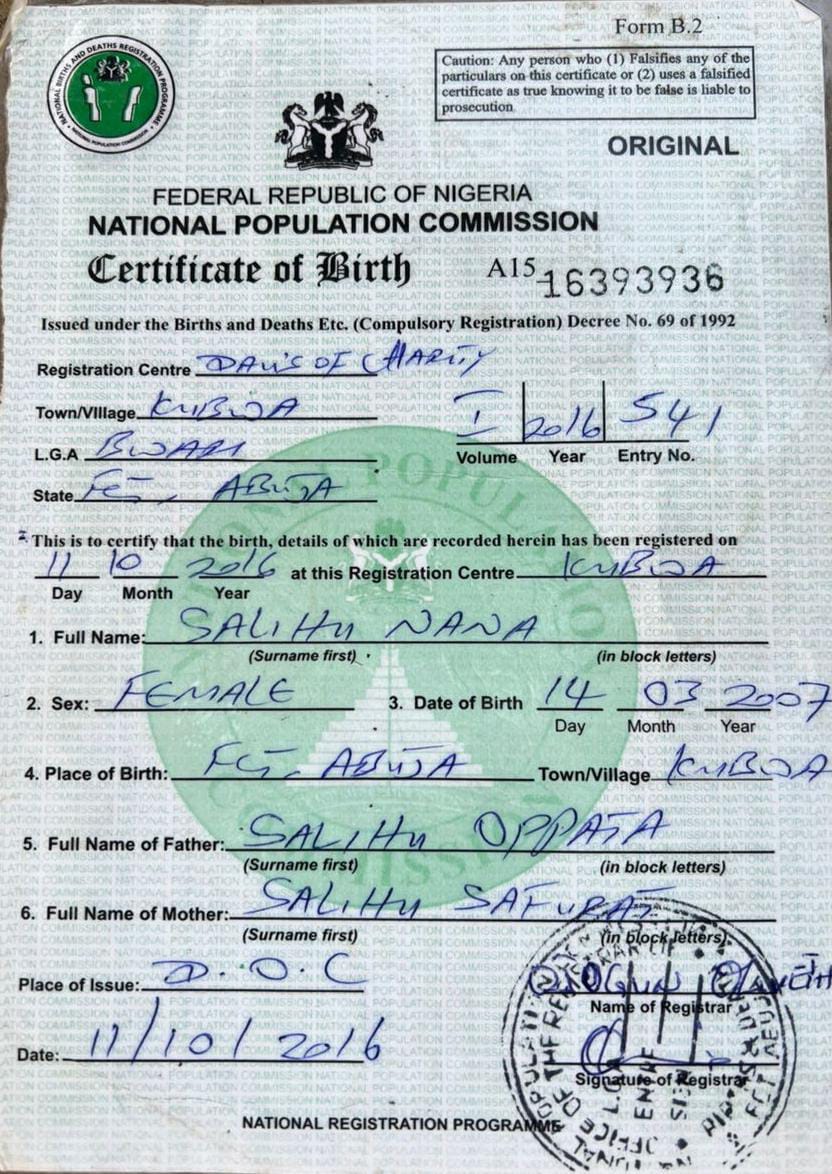 Form B.2
NATIONAL BIRTHS AND DEATHS REGISTRATION PROGRAMME
NATIONAL POPULATION COMMISSION
Caution: Any person who (1) Falsifies any of the
particulars on this certificate or (2) uses a falsified
certificate as true knowing it to be false is liable to
prosecution
ORIGINAL
FEDERAL REPUBLIC OF NIGERIA
NATIONAL POPULATION COMMISSION
Certificate of Birth A15 16393936
Issued under the Births and Deaths Etc. (Compulsory Registration) Decree No. 69 of 1992
Registration Centre DAU'S OF CHARITY
Town/Village KUBWA
I 2016 541
L.G.A BWARI
Volume Year Entry No.
State FCT, ABUJA
This is to certify that the birth, details of which are recorded herein has been registered on
11 10 2016 at this Registration Centre KUBWA
Day Month Year
1. Full Name: SALIHU NANA
(Surname first) (in block letters)
2. Sex: FEMALE 3. Date of Birth 14 03 2007
Day Month Year
4. Place of Birth: FCT, ABUJA Town/Village KUBWA
5. Full Name of Father: SALIHU OPPATA
(Surname first) (in block letters)
6. Full Name of Mother: SALIHU SAFURAT
(Surname first) (in block letters)
Place of Issue: D.O.C
Name of Registrar
Date: 11/10/2016
Signature of Registrar
NATIONAL REGISTRATION PROGRAMME